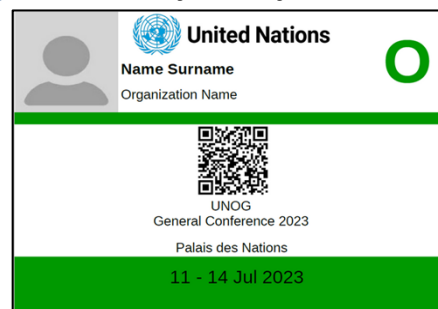 United Nations
Name Surname
O
Organization Name
UNOG
General Conference 2023
Palais des Nations
11 - 14 Jul 2023